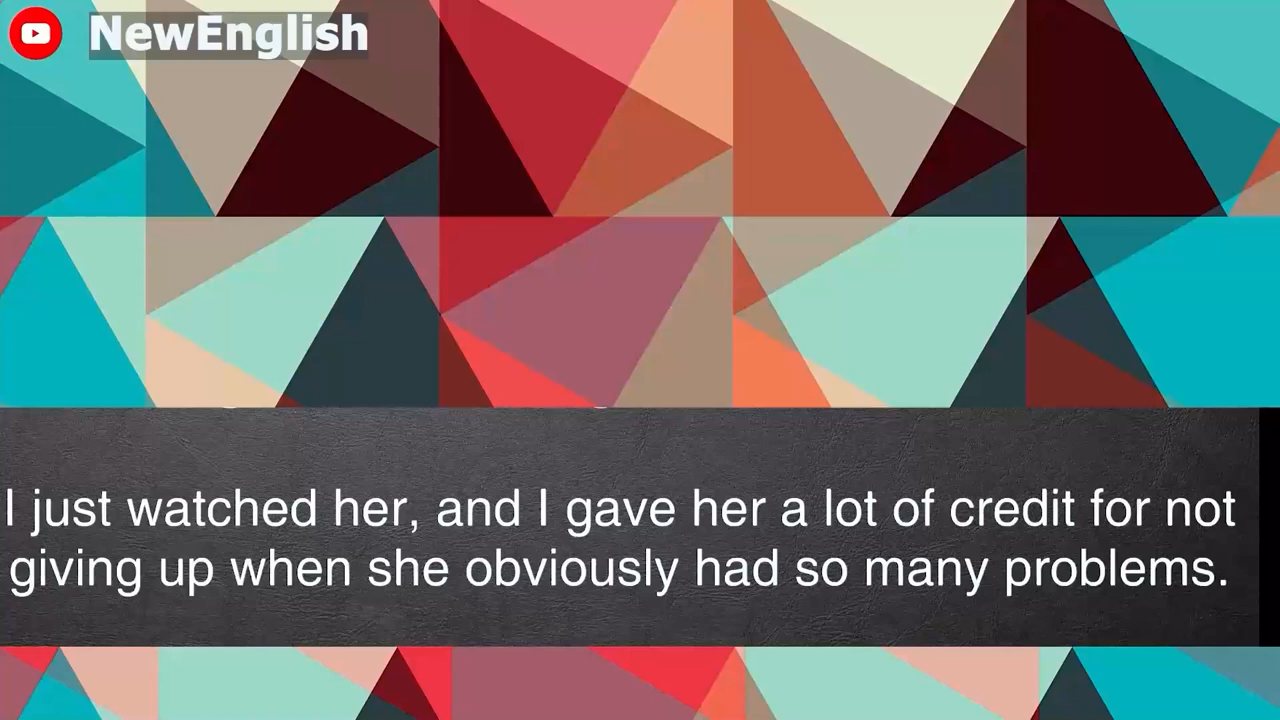 NewEnglish
I just watched her, and I gave her a lot of credit for not
giving up when she obviously had so many problems.